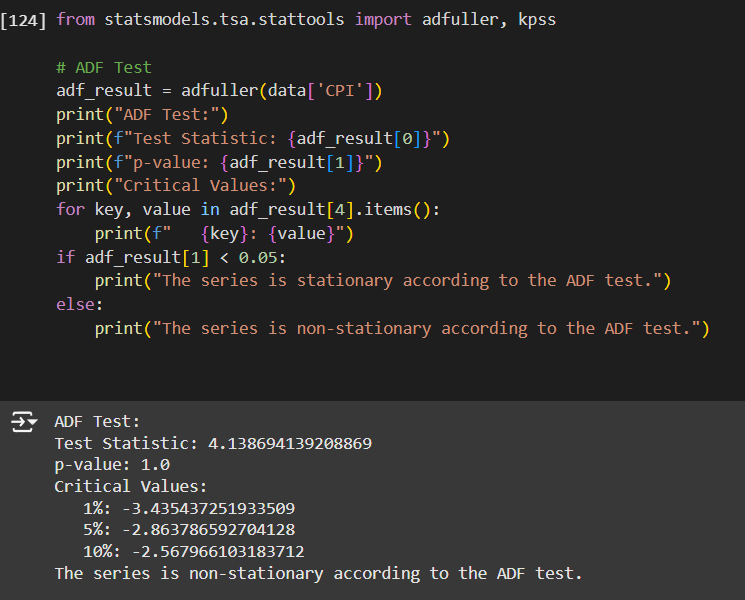 [124] from statsmodels.tsa.stattools import adfuller, kpss
# ADF Test
adf_result = adfuller(data['CPI'])
print("ADF Test:")
print(f"Test Statistic: {adf_result[0]}")
print(f"p-value: {adf_result[1]}")
print("Critical Values:")
for key, value in adf_result[4].items():
    print(f"   {key}: {value}")
if adf_result[1] < 0.05:
    print("The series is stationary according to the ADF test.")
else:
    print("The series is non-stationary according to the ADF test.")
ADF Test:
Test Statistic: 4.138694139208869
p-value: 1.0
Critical Values:
   1%: -3.435437251933509
   5%: -2.863786592704128
   10%: -2.567966103183712
The series is non-stationary according to the ADF test.